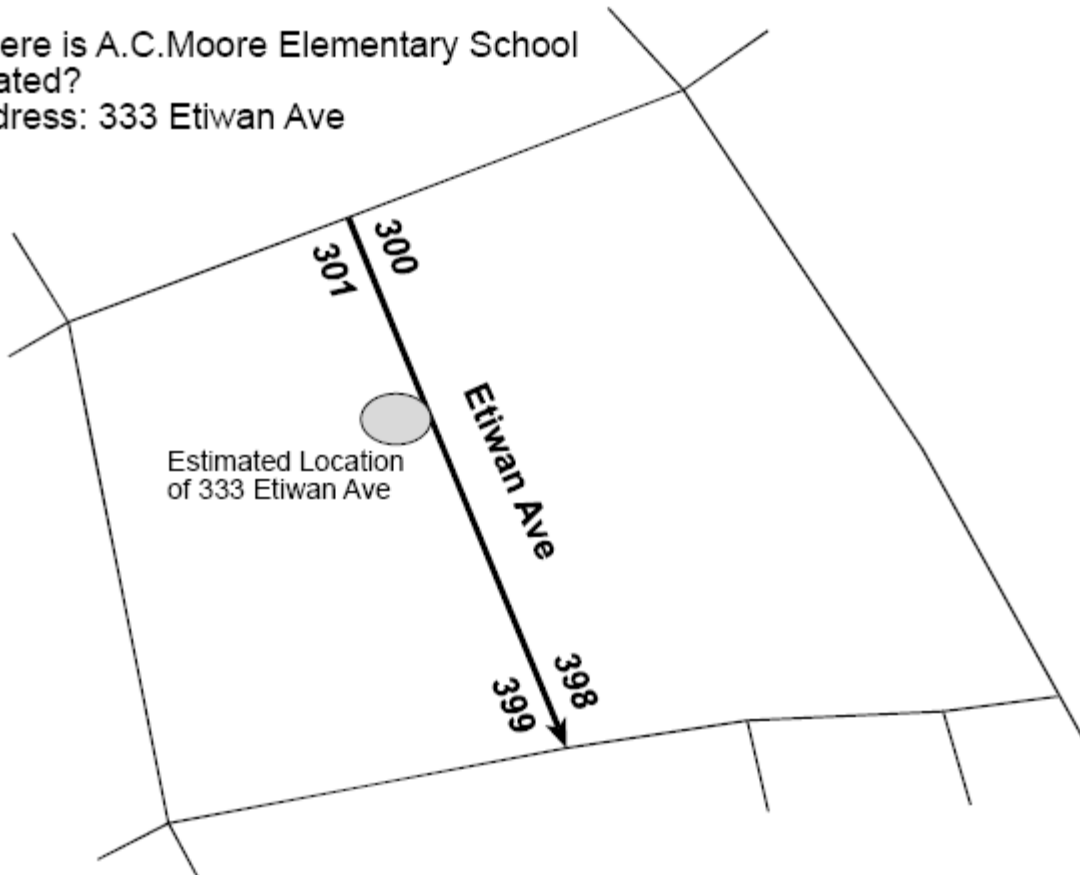 ere is A.C.Moore Elementary School
ated?
dress: 333 Etiwan Ave
300
301
Etiwan Ave
Estimated Location
of 333 Etiwan Ave
398
399